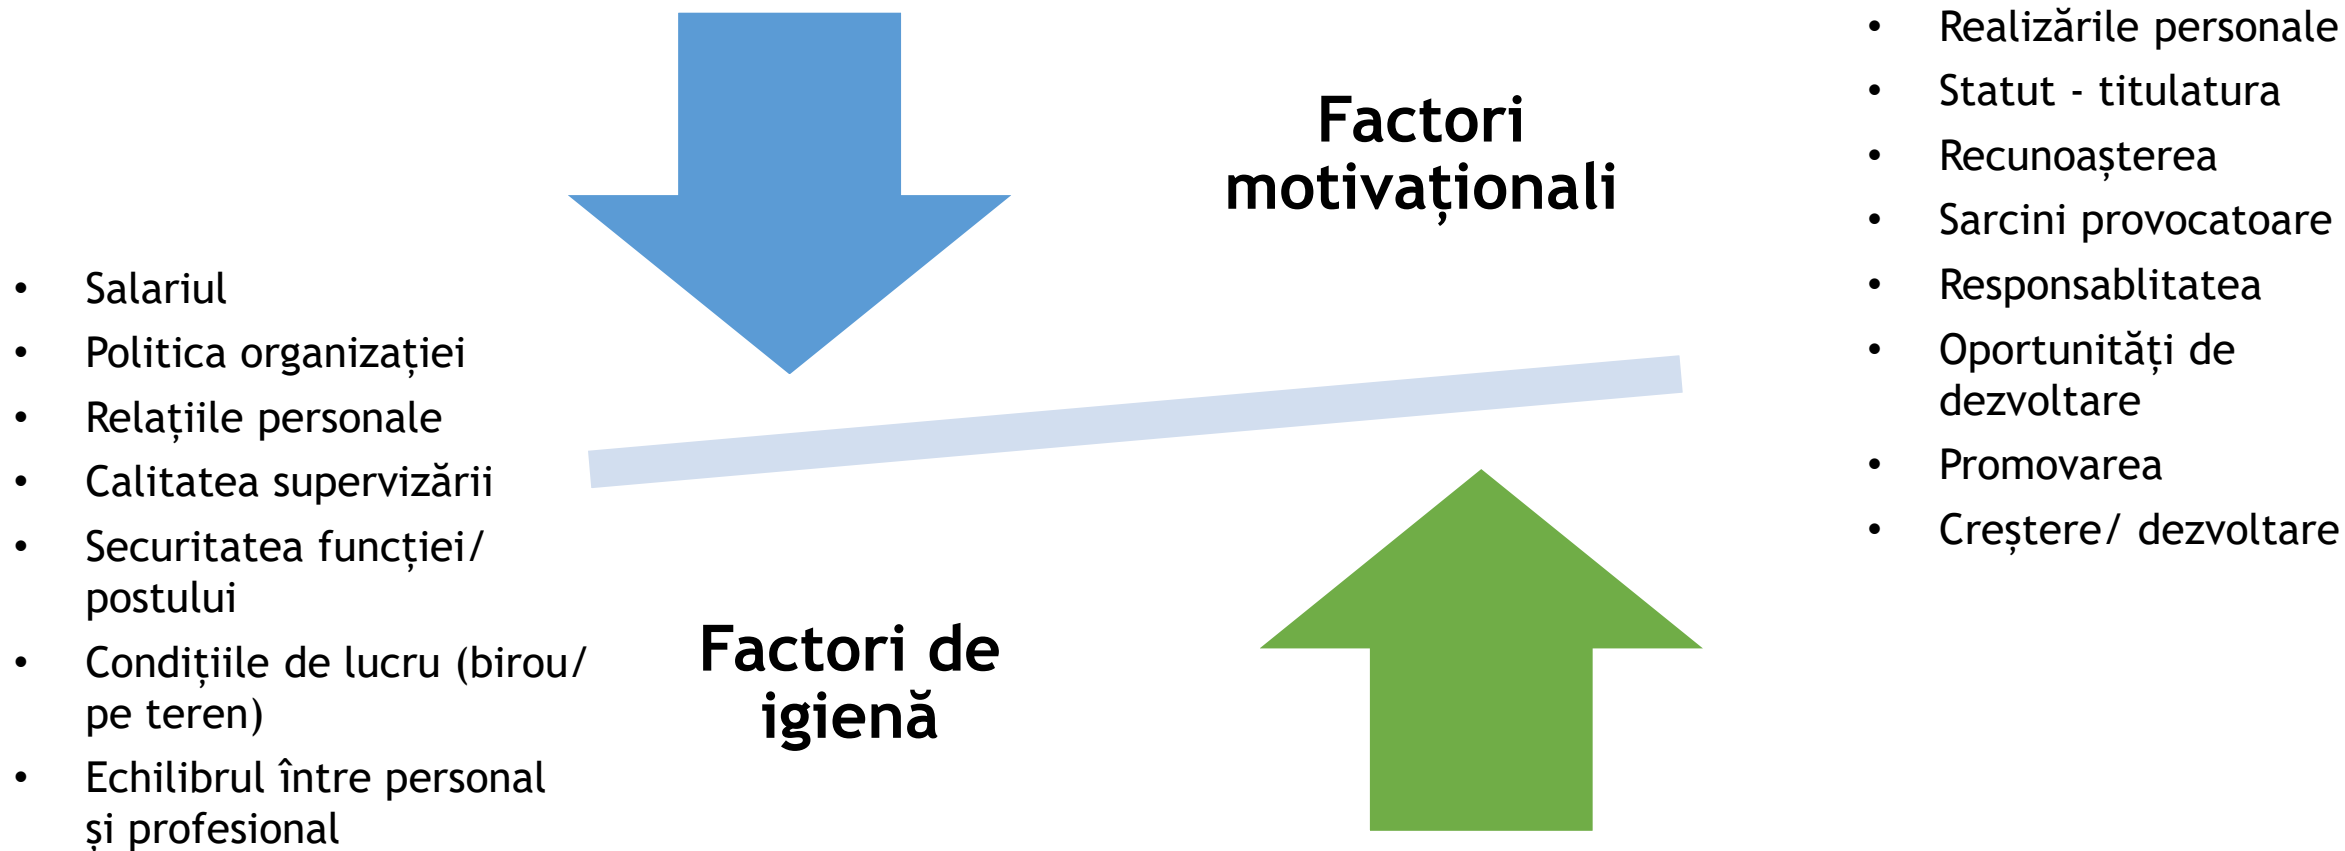 • Salariul
• Politica organizației
• Relațiile personale
• Calitatea supervizării
• Securitatea funcției/
postului
• Condițiile de lucru (birou/
pe teren)
• Echilibrul între personal
și profesional
Factori de
igienă
Factori
motivaționali
• Realizările personale
• Statut - titulatura
• Recunoașterea
• Sarcini provocatoare
• Responsablitatea
• Oportunități de
dezvoltare
• Promovarea
• Creștere/ dezvoltare